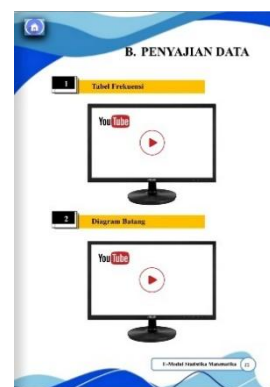 B. PENYAJIAN DATA
1
Tabel Frekuensi
YouTube
2
Diagram Batang
YouTube
E-Modul Statistika Matematika